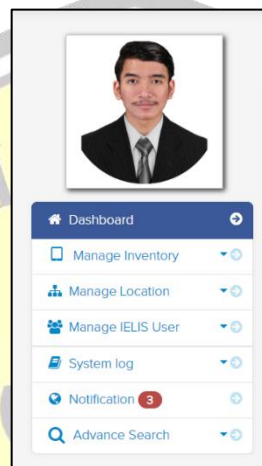 Dashboard
Manage Inventory
Manage Location
Manage IELIS User
System log
Notification 3
Advance Search